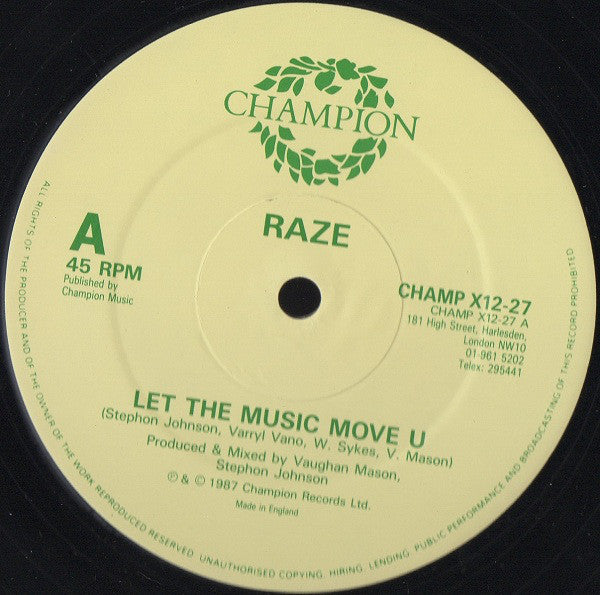 CHAMPION
RAZE
A
45 RPM
Published by
Champion Music
CHAMP X12-27
CHAMP X12-27 A
181 High Street, Harlesden,
London NW10
01 961 5202
Telex: 295441
LET THE MUSIC MOVE U
(Stephon Johnson, Varryl Vano, W. Sykes, V. Mason)
Produced & Mixed by Vaughan Mason,
Stephon Johnson
℗ & © 1987 Champion Records Ltd.
Made in England
ALL RIGHTS OF THE PRODUCER AND OF THE OWNER OF THE WORK REPRODUCED RESERVED. UNAUTHORISED COPYING, HIRING, LENDING, PUBLIC PERFORMANCE AND BROADCASTING OF THIS RECORD PROHIBITED